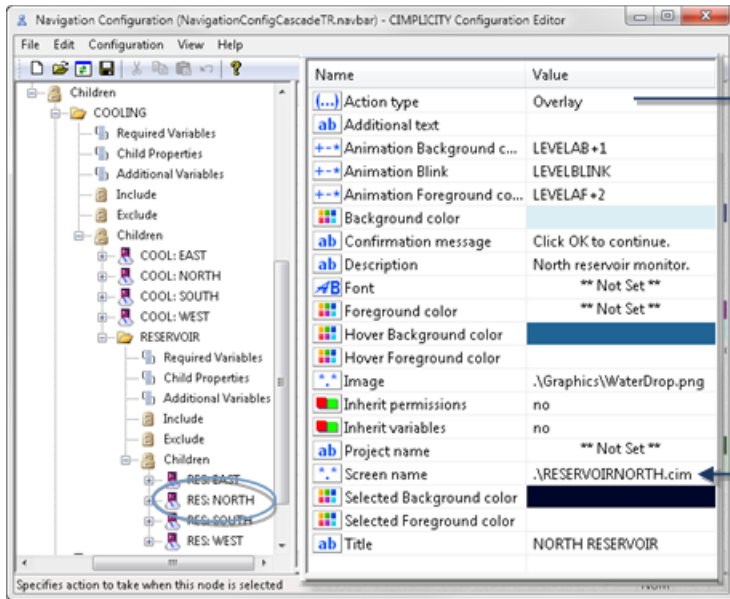 Navigation Configuration (NavigationConfigCascadeTR.navbar) - CIMPLICITY Configuration Editor
File Edit Configuration View Help
Children
COOLING
Required Variables
Child Properties
Additional Variables
Include
Exclude
Children
COOL: EAST
COOL: NORTH
COOL: SOUTH
COOL: WEST
RESERVOIR
Required Variables
Child Properties
Additional Variables
Include
Exclude
Children
RES: EAST
RES: NORTH
RES: SOUTH
RES: WEST
Name Value
(...) Action type Overlay
ab Additional text
+-* Animation Background c... LEVELAB+1
+-* Animation Blink LEVELBLINK
+-* Animation Foreground co... LEVELAF+2
Background color
ab Confirmation message Click OK to continue.
ab Description North reservoir monitor.
AB Font ** Not Set **
Foreground color ** Not Set **
Hover Background color
Hover Foreground color
*.* Image .\Graphics\WaterDrop.png
Inherit permissions no
Inherit variables no
ab Project name ** Not Set **
*.* Screen name .\RESERVOIRNORTH.cim
Selected Background color
Selected Foreground color
ab Title NORTH RESERVOIR
Specifies action to take when this node is selected